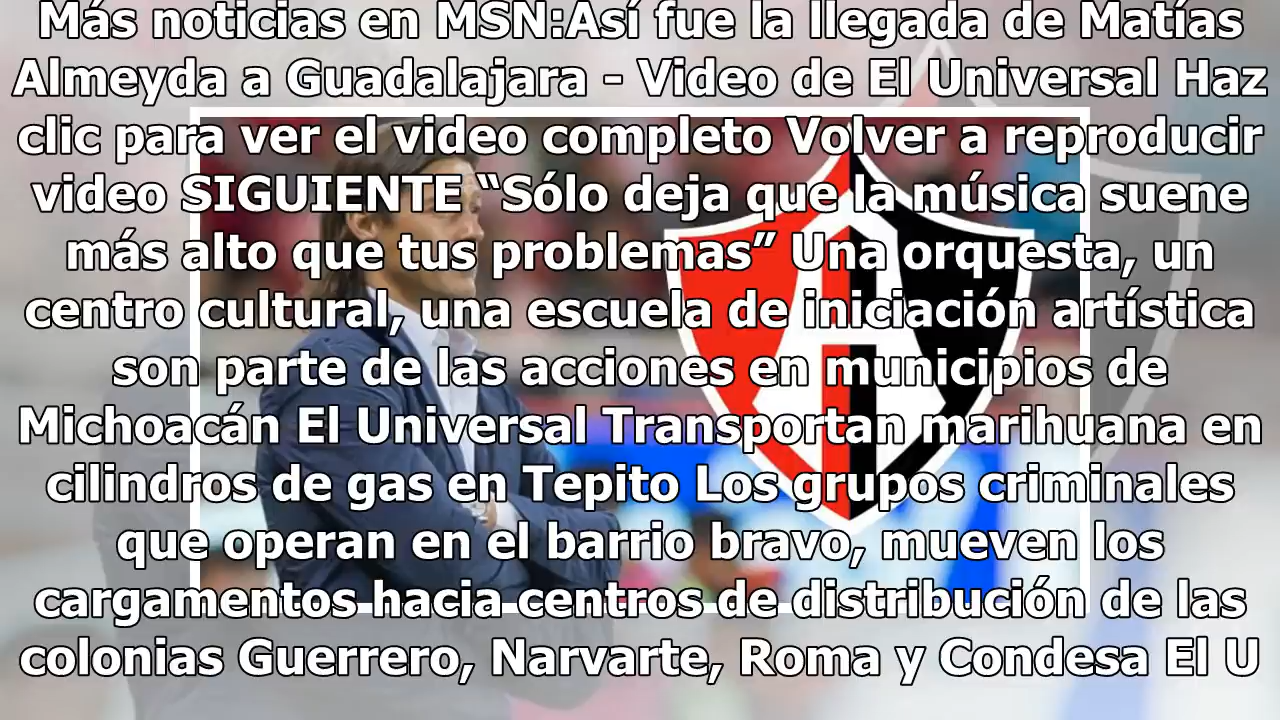 Más noticias en MSN:Así fue la llegada de Matías
Almeyda a Guadalajara - Video de El Universal Haz
clic para ver el video completo Volver a reproducir
video SIGUIENTE “Sólo deja que la música suene
más alto que tus problemas” Una orquesta, un
centro cultural, una escuela de iniciación artística
son parte de las acciones en municipios de
Michoacán El Universal Transportan marihuana en
cilindros de gas en Tepito Los grupos criminales
que operan en el barrio bravo, mueven los
cargamentos hacia centros de distribución de las
colonias Guerrero, Narvarte, Roma y Condesa El U